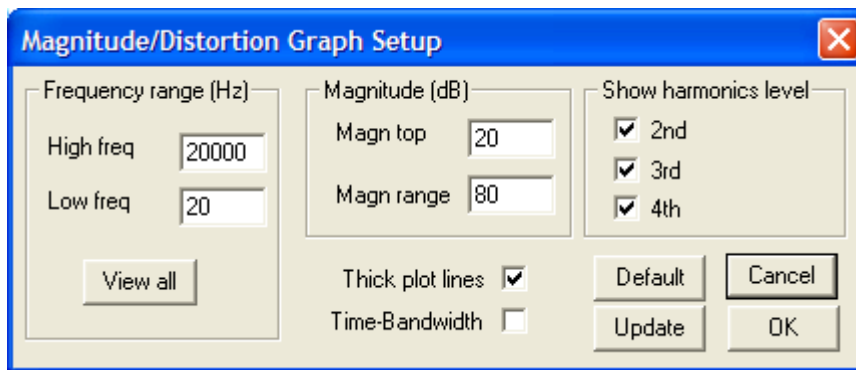 Magnitude/Distortion Graph Setup
Frequency range (Hz)
High freq 20000
Low freq 20
View all
Magnitude (dB)
Magn top 20
Magn range 80
Show harmonics level
2nd
3rd
4th
Thick plot lines
Time-Bandwidth
Default
Cancel
Update
OK